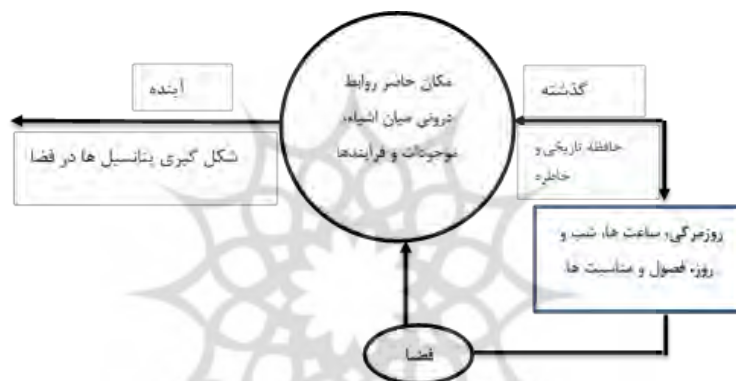 گذشته
حافظه تاریخی و
خاطره
مکان حاضر روابط
درونی میان اشیاء،
موجودات و فرآیندها
آینده
شکل گیری پتانسیل ها در فضا
روزمرگی، ساعت ها، شب و
روز، فصول و مناسبت ها
فضا